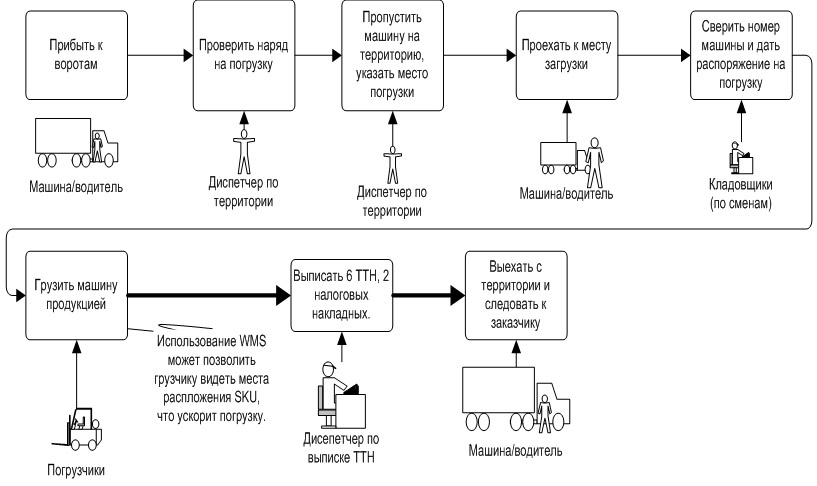 Прибыть к
воротам
Проверить наряд
на погрузку
Пропустить
машину на
территорию,
указать место
погрузки
Проехать к месту
загрузки
Сверить номер
машины и дать
распоряжение на
погрузку
Машина/водитель
Диспетчер по
территории
Диспетчер по
территории
Машина/водитель
Кладовщики
(по сменам)
Грузить машину
продукцией
Выписать 6 ТТН, 2
налоговых
накладных.
Выехать с
территории и
следовать к
заказчику
Использование WMS
может позволить
грузчику видеть места
распложения SKU,
что ускорит погрузку.
Погрузчики
Дисепетчер по
выписке ТТН
Машина/водитель